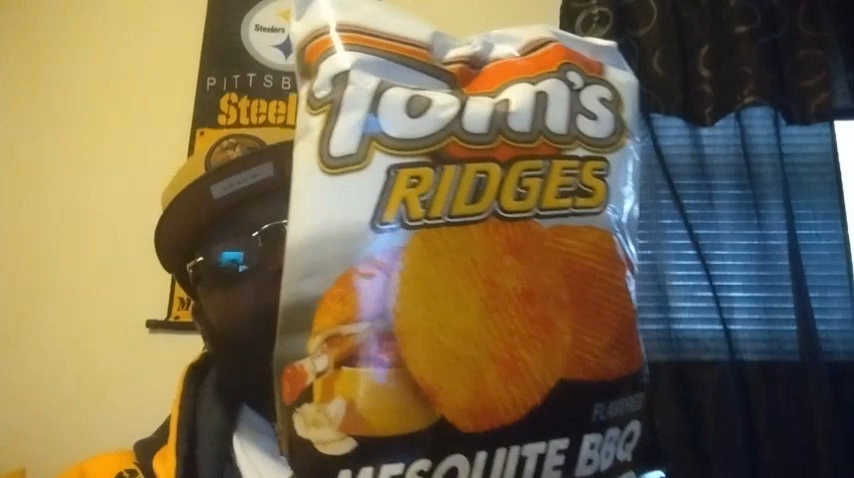 Steelers
PITTSB
Steel
Tom's
RIDGES
FLAVORED
MESQUITE BBQ